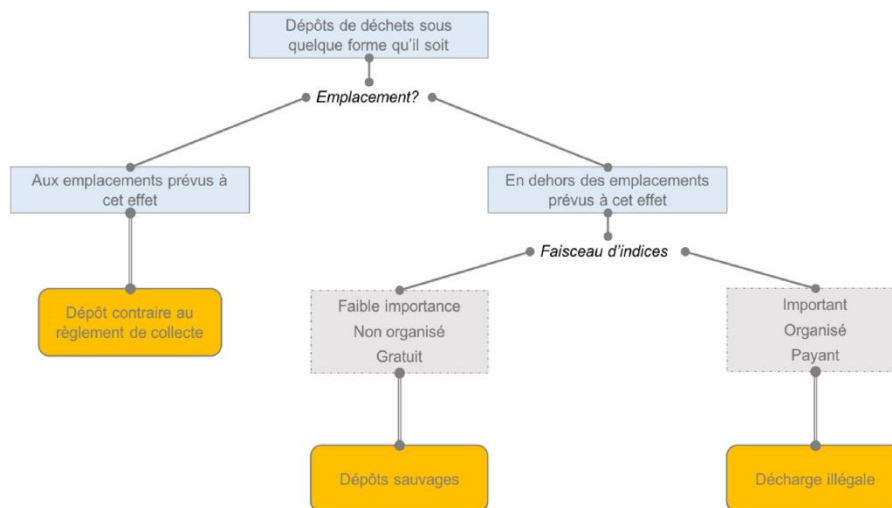 Dépôts de déchets sous
quelque forme qu'il soit
Emplacement?
Aux emplacements prévus à
cet effet
En dehors des emplacements
prévus à cet effet
Faisceau d'indices
Dépôt contraire au
règlement de collecte
Faible importance
Non organisé
Gratuit
Important
Organisé
Payant
Dépôts sauvages
Décharge illégale